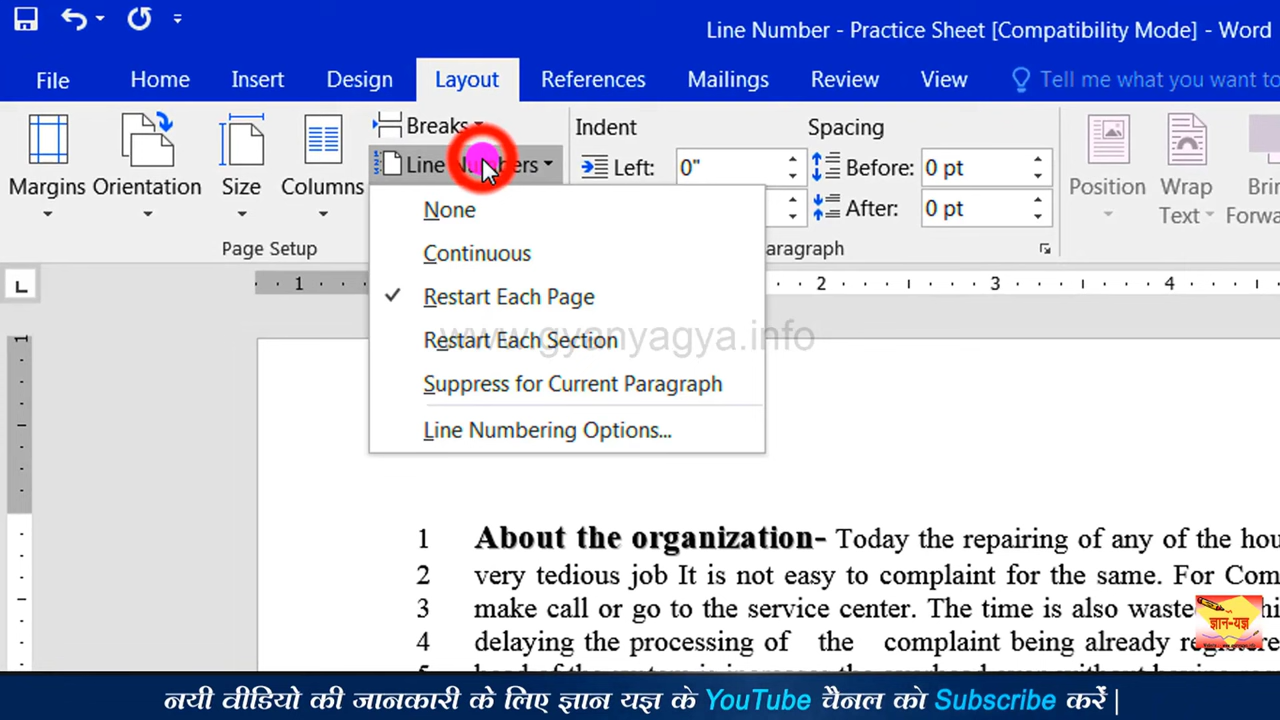 Line Number - Practice Sheet [Compatibility Mode] - Word
File Home Insert Design Layout References Mailings Review View Tell me what you want to
Breaks Indent Spacing
Line Numbers Left: 0" Before: 0 pt
Margins Orientation Size Columns Position Wrap
Text
After: 0 pt
None
Page Setup
Continuous
Restart Each Page
Restart Each Section
Suppress for Current Paragraph
Line Numbering Options...
1 2 3 4
www.gyanyagya.info
1
1 About the organization- Today the repairing of any of the
2 very tedious job It is not easy to complaint for the same. For
3 make call or go to the service center. The time is also
4 delaying the processing of the complaint being already
ज्ञान-यज्ञ
नयी वीडियो की जानकारी के लिए ज्ञान यज्ञ के YouTube चैनल को Subscribe करें |